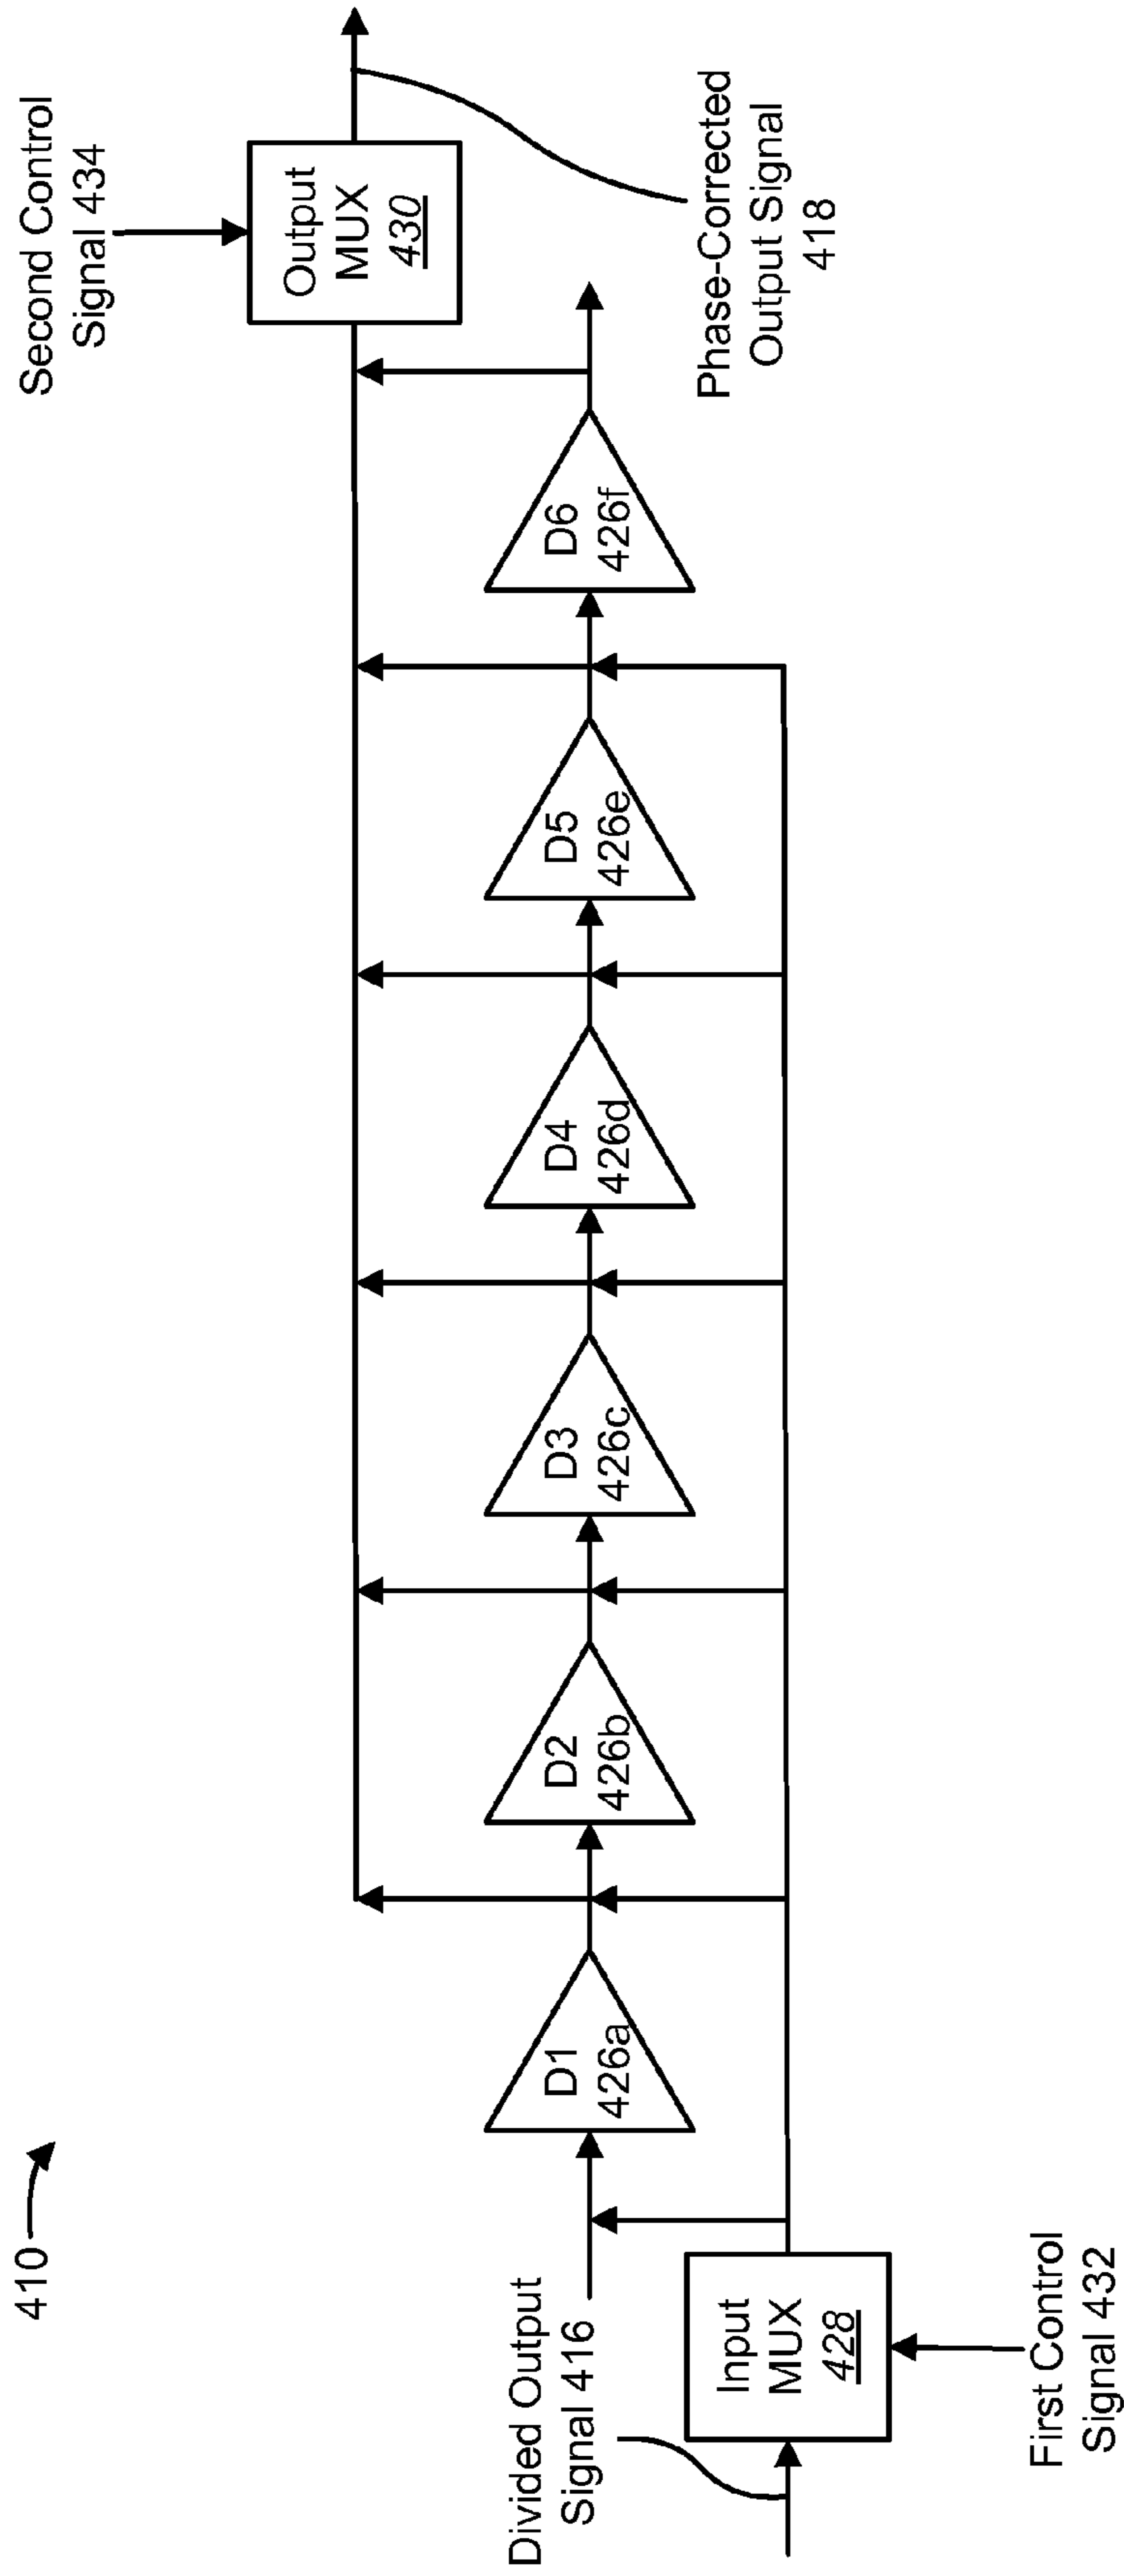 410
Second Control
Signal 434
Output
MUX
430
D1
426a
D2
426b
D3
426c
D4
426d
D5
426e
D6
426f
Divided Output
Signal 416
Input
MUX
428
First Control
Signal 432
Phase-Corrected
Output Signal
418